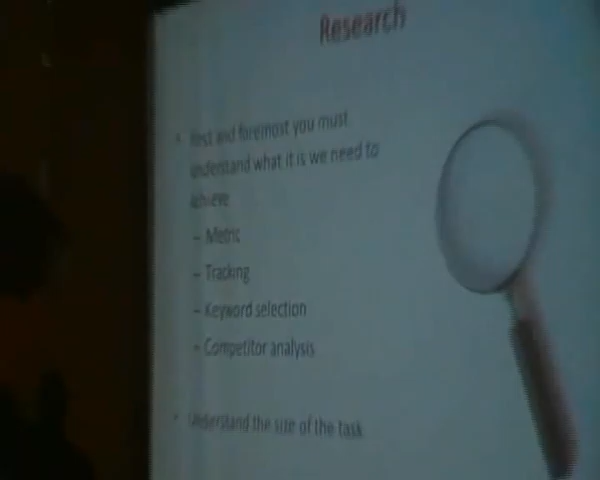 Research
• First and foremost you must
understand what it is we need to
achieve
– Metric
– Tracking
– Keyword selection
– Competitor analysis
• Understand the size of the task